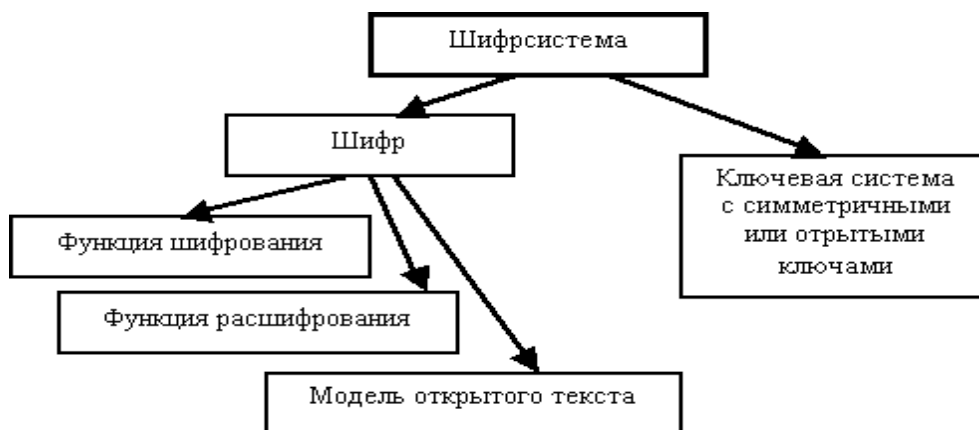 Шифрсистема
Шифр
Ключевая система
с симметричными
или отрытыми
ключами
Функция шифрования
Функция расшифрования
Модель открытого текста